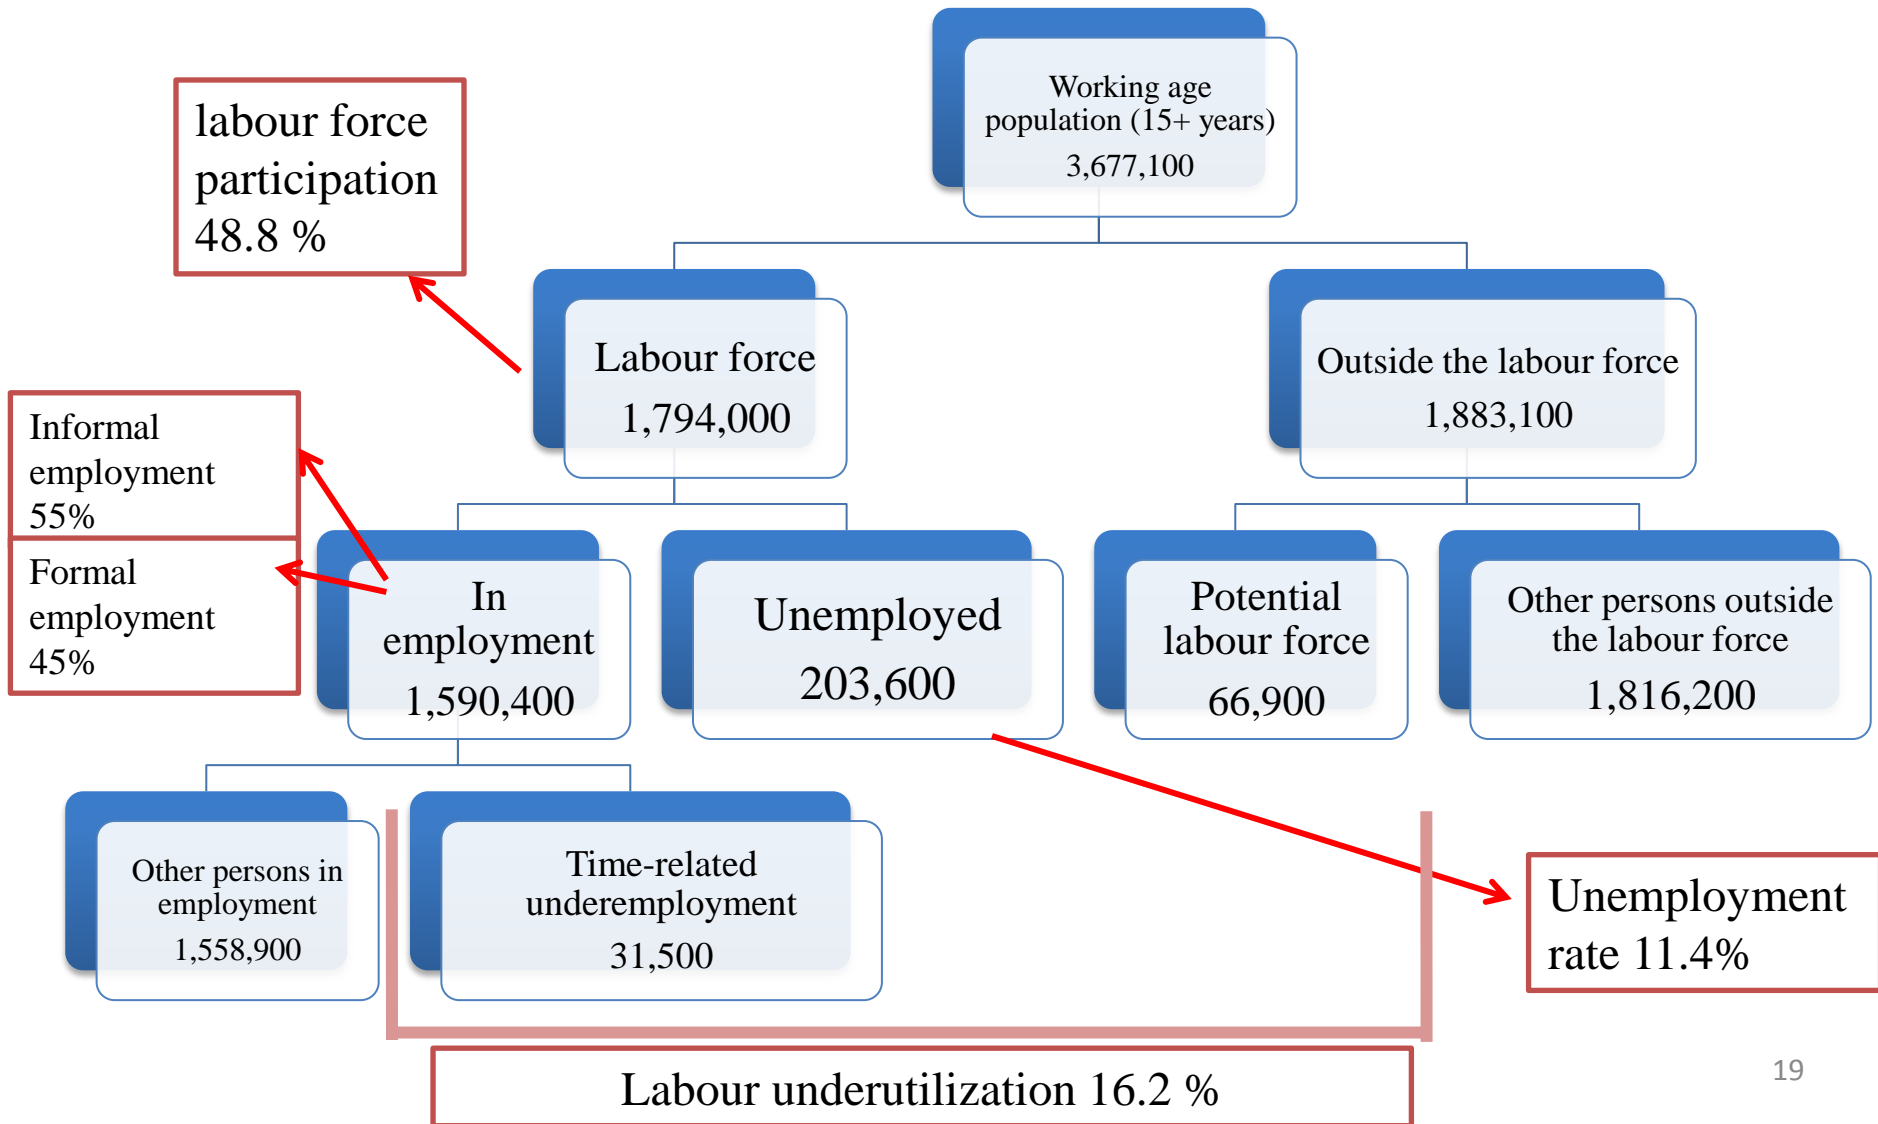 Working age
population (15+ years)
3,677,100
labour force
participation
48.8 %
Labour force
1,794,000
Outside the labour force
1,883,100
Informal
employment
55%
Formal
employment
45%
In
employment
1,590,400
Unemployed
203,600
Potential
labour force
66,900
Other persons outside
the labour force
1,816,200
Other persons in
employment
1,558,900
Time-related
underemployment
31,500
Unemployment
rate 11.4%
Labour underutilization 16.2 %
19